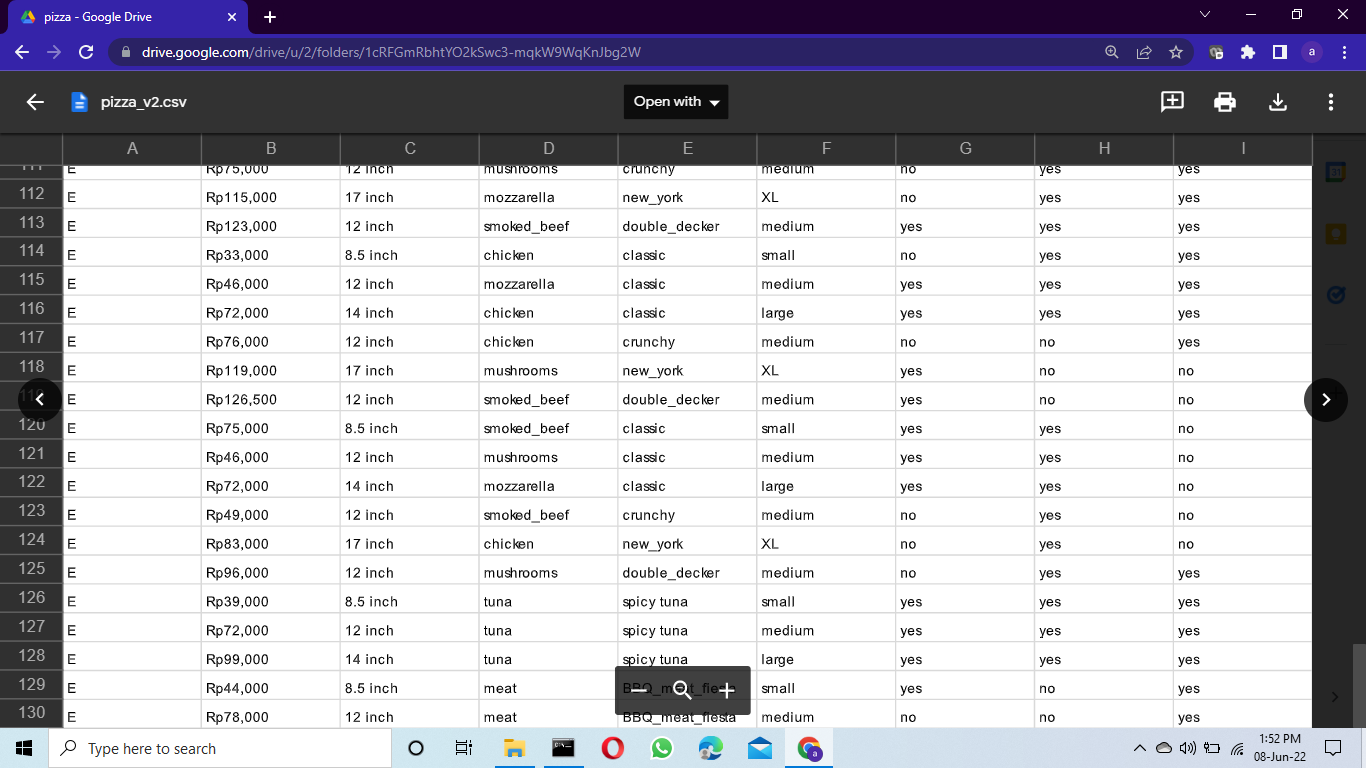 pizza - Google Drive
drive.google.com/drive/u/2/folders/1cRFGmRbhtYO2kSwc3-mqkW9WqKnJbg2W
a
pizza_v2.csv
Open with
A B C D E F G H I
111 E Rp75,000 12 inch mushrooms crunchy medium no yes yes
112 E Rp115,000 17 inch mozzarella new_york XL no yes yes
113 E Rp123,000 12 inch smoked_beef double_decker medium yes yes yes
114 E Rp33,000 8.5 inch chicken classic small no yes yes
115 E Rp46,000 12 inch mozzarella classic medium yes yes yes
116 E Rp72,000 14 inch chicken classic large yes yes yes
117 E Rp76,000 12 inch chicken crunchy medium no no yes
118 E Rp119,000 17 inch mushrooms new_york XL yes no no
119 E Rp126,500 12 inch smoked_beef double_decker medium yes no no
120 E Rp75,000 8.5 inch smoked_beef classic small yes yes no
121 E Rp46,000 12 inch mushrooms classic medium yes yes no
122 E Rp72,000 14 inch mozzarella classic large yes yes no
123 E Rp49,000 12 inch smoked_beef crunchy medium no yes no
124 E Rp83,000 17 inch chicken new_york XL no yes no
125 E Rp96,000 12 inch mushrooms double_decker medium no yes yes
126 E Rp39,000 8.5 inch tuna spicy tuna small yes yes yes
127 E Rp72,000 12 inch tuna spicy tuna medium yes yes yes
128 E Rp99,000 14 inch tuna spicy tuna large yes yes yes
129 E Rp44,000 8.5 inch meat BBQ_meat_fiesta small yes no yes
130 E Rp78,000 12 inch meat BBQ_meat_fiesta medium no no yes
Type here to search
1:52 PM
08-Jun-22